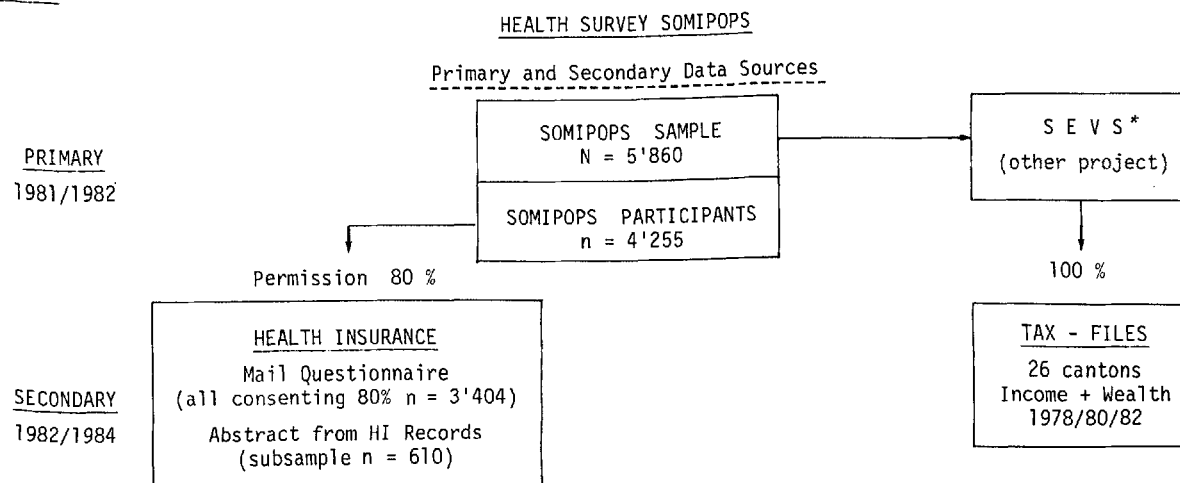 HEALTH SURVEY SOMIPOPS
Primary and Secondary Data Sources
PRIMARY
1981/1982
SOMIPOPS SAMPLE
N = 5'860
SOMIPOPS PARTICIPANTS
n = 4'255
S E V S*
(other project)
Permission 80 %
100 %
SECONDARY
1982/1984
HEALTH INSURANCE
Mail Questionnaire
(all consenting 80% n = 3'404)
Abstract from HI Records
(subsample n = 610)
TAX - FILES
26 cantons
Income + Wealth
1978/80/82